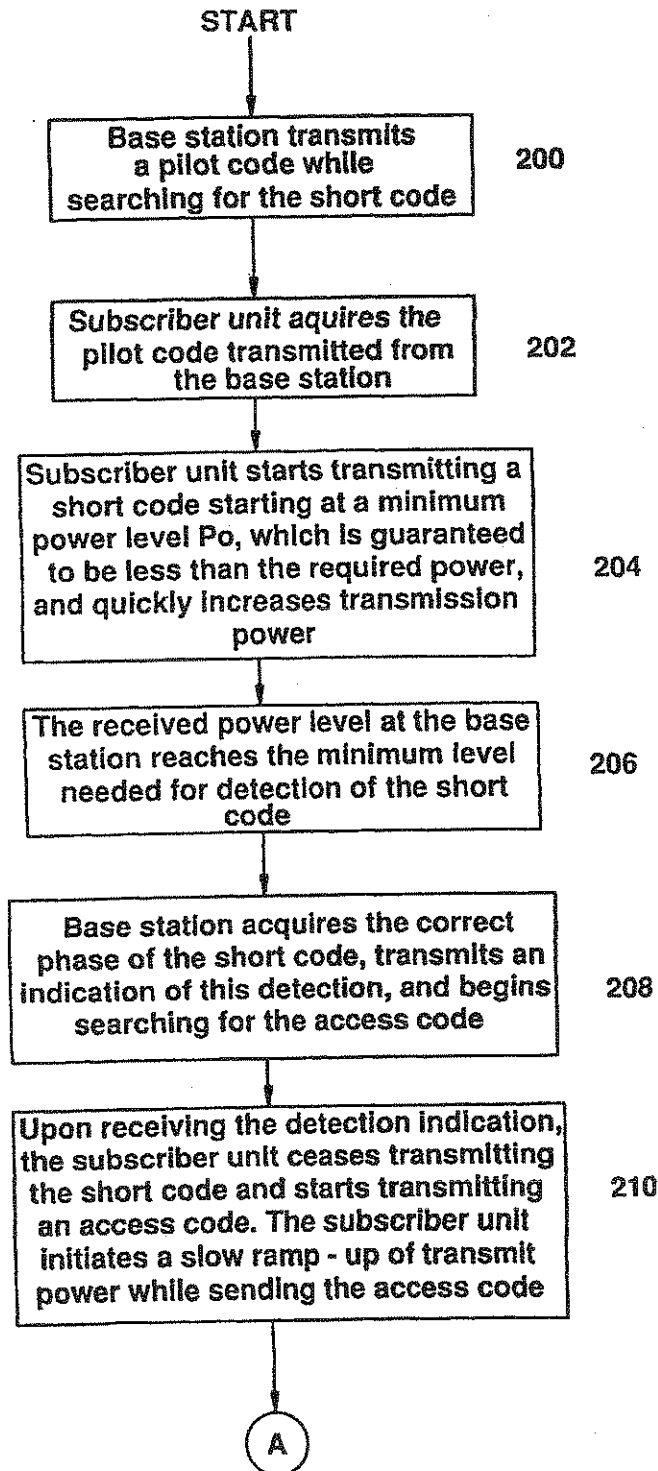 START
Base station transmits
a pilot code while
searching for the short code
200
Subscriber unit aquires the
pilot code transmitted from
the base station
202
Subscriber unit starts transmitting a
short code starting at a minimum
power level Po, which is guaranteed
to be less than the required power,
and quickly increases transmission
power
204
The received power level at the base
station reaches the minimum level
needed for detection of the short
code
206
Base station acquires the correct
phase of the short code, transmits an
indication of this detection, and begins
searching for the access code
208
Upon receiving the detection indication,
the subscriber unit ceases transmitting
the short code and starts transmitting
an access code. The subscriber unit
initiates a slow ramp - up of transmit
power while sending the access code
210
A